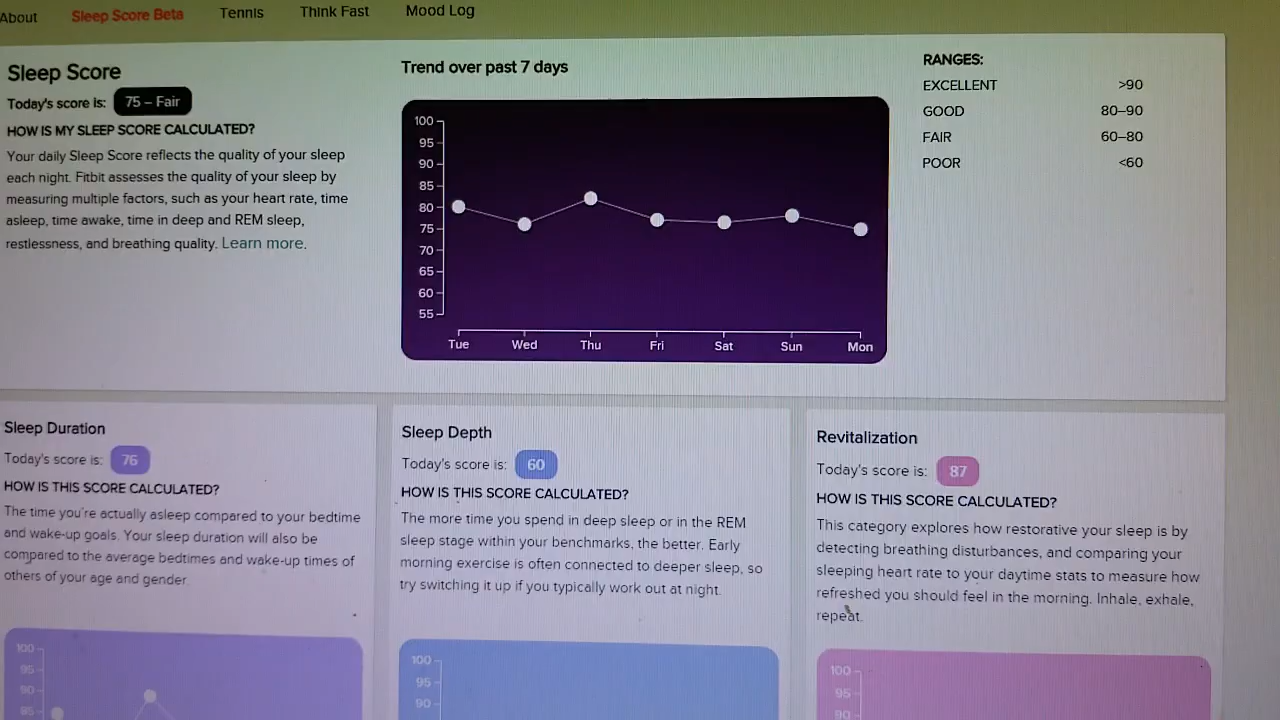 About Sleep Score Beta Tennis Think Fast Mood Log
Sleep Score
Today's score is: 75 – Fair
HOW IS MY SLEEP SCORE CALCULATED?
Your daily Sleep Score reflects the quality of your sleep
each night. Fitbit assesses the quality of your sleep by
measuring multiple factors, such as your heart rate, time
asleep, time awake, time in deep and REM sleep,
restlessness, and breathing quality. Learn more.
Trend over past 7 days
100
95
90
85
80
75
70
65
60
55
Tue Wed Thu Fri Sat Sun Mon
RANGES:
EXCELLENT >90
GOOD 80–90
FAIR 60–80
POOR <60
Sleep Duration
Today's score is: 76
HOW IS THIS SCORE CALCULATED?
The time you're actually asleep compared to your bedtime
and wake-up goals. Your sleep duration will also be
compared to the average bedtimes and wake-up times of
others of your age and gender.
100
95
90
85
Sleep Depth
Today's score is: 60
HOW IS THIS SCORE CALCULATED?
The more time you spend in deep sleep or in the REM
sleep stage within your benchmarks, the better. Early
morning exercise is often connected to deeper sleep, so
try switching it up if you typically work out at night.
100
95
90
Revitalization
Today's score is: 87
HOW IS THIS SCORE CALCULATED?
This category explores how restorative your sleep is by
detecting breathing disturbances, and comparing your
sleeping heart rate to your daytime stats to measure how
refreshed you should feel in the morning. Inhale, exhale,
repeat.
100
95
90